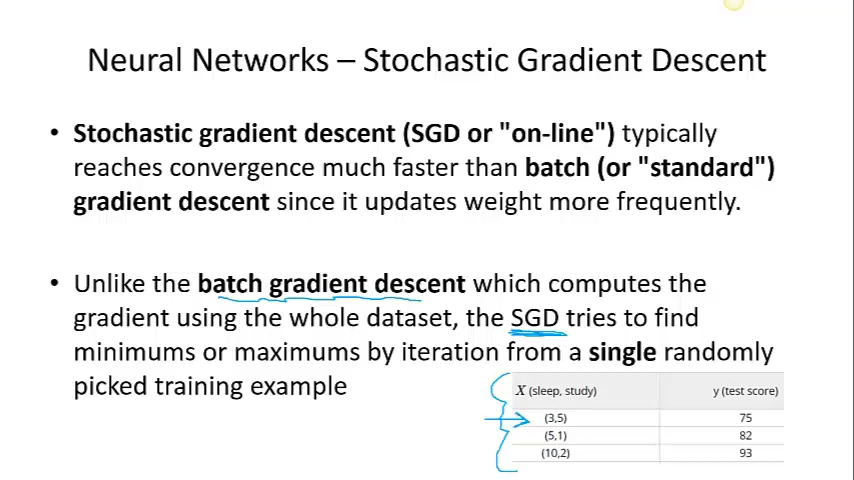 Neural Networks – Stochastic Gradient Descent
• Stochastic gradient descent (SGD or "on-line") typically
reaches convergence much faster than batch (or "standard")
gradient descent since it updates weight more frequently.
• Unlike the batch gradient descent which computes the
gradient using the whole dataset, the SGD tries to find
minimums or maximums by iteration from a single randomly
picked training example
X (sleep, study) y (test score)
(3,5) 75
(5,1) 82
(10,2) 93